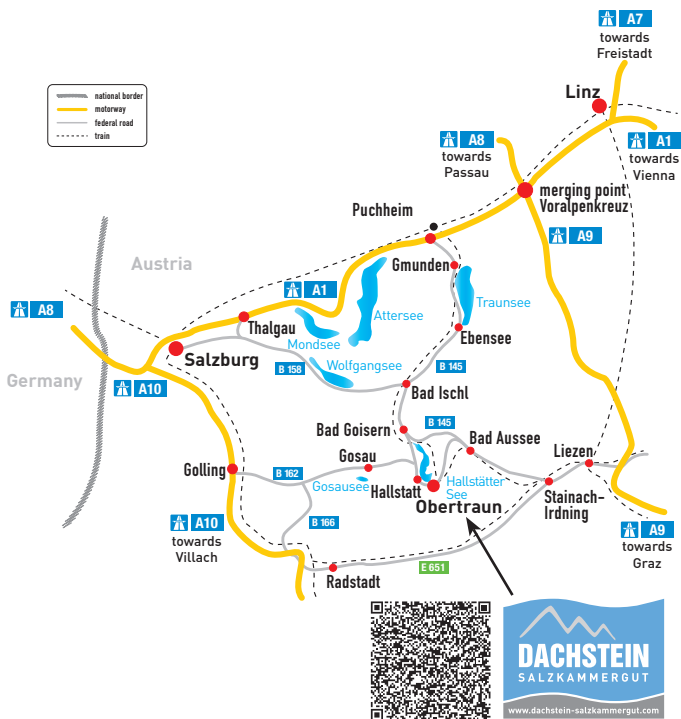 A7
towards
Freistadt
Linz
national border
motorway
federal road
train
A8
towards
Passau
A1
towards
Vienna
merging point
Voralpenkreuz
Puchheim
A9
Austria
Gmunden
A8
A1
Attersee
Traunsee
Thalgau
Mondsee
Ebensee
Salzburg
Wolfgangsee
B 158
B 145
Germany
A10
Bad Ischl
Bad Goisern
B 145
Bad Aussee
Gosau
Liezen
Golling
B 162
Gosausee
Hallstatt
Hallstätter
See
Obertraun
Stainach-
Irdning
A10
towards
Villach
B 166
A9
towards
Graz
E 651
Radstadt
DACHSTEIN
SALZKAMMERGUT
www.dachstein-salzkammergut.com